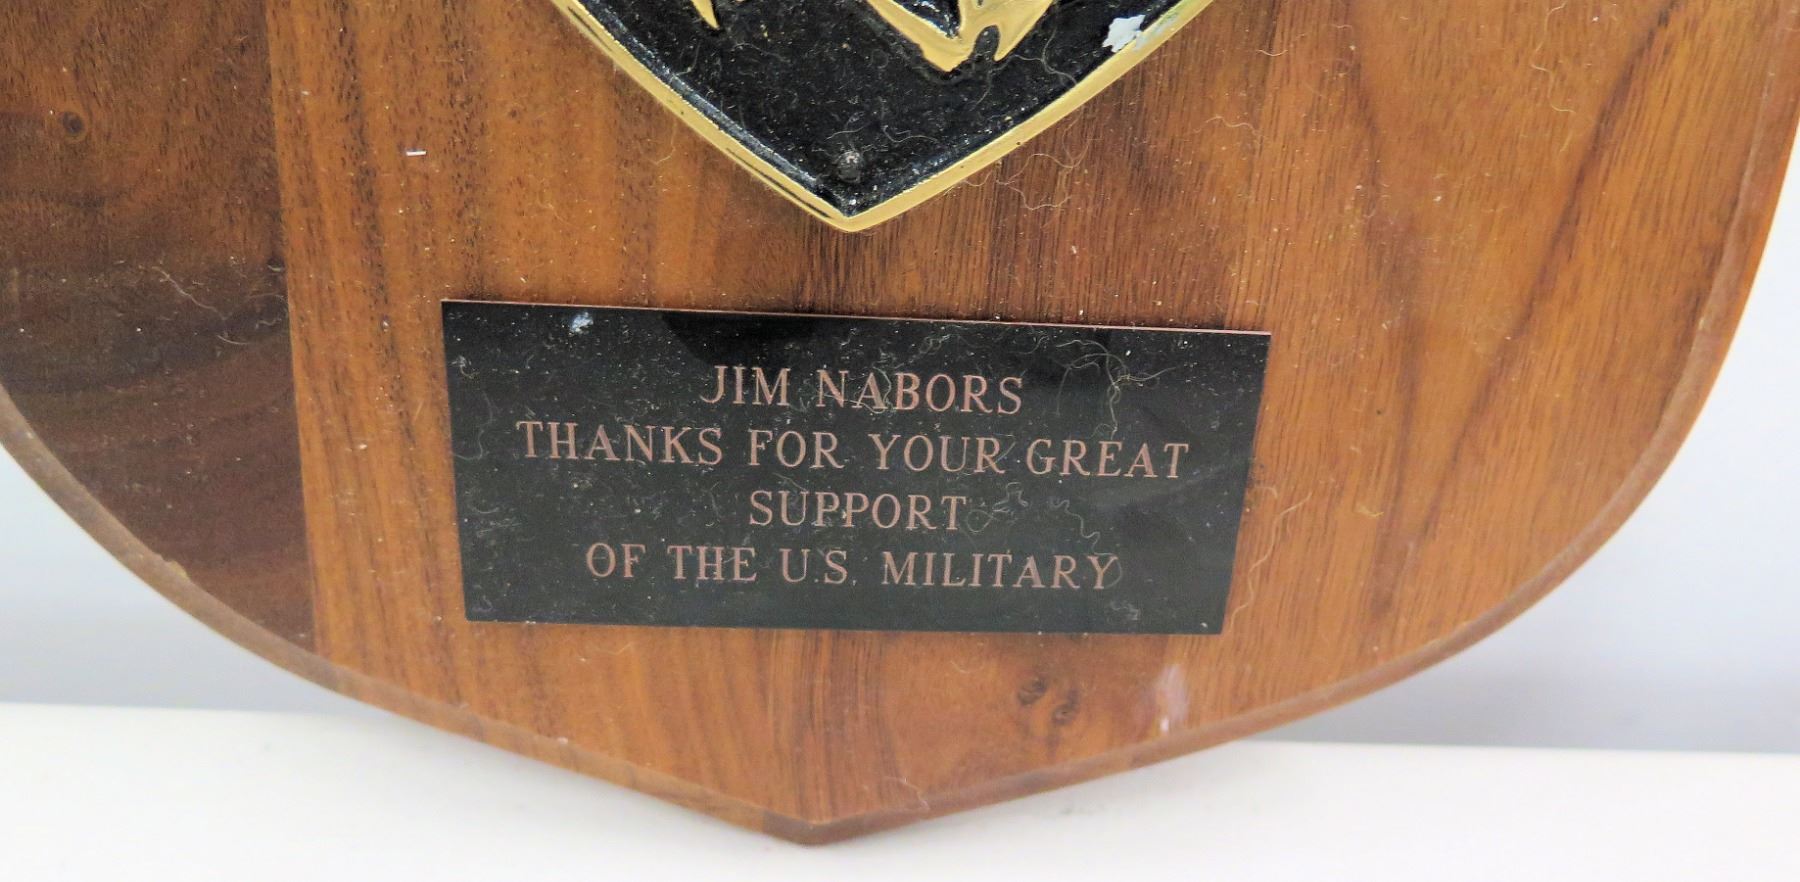 JIM NABORS
THANKS FOR YOUR GREAT
SUPPORT
OF THE U.S. MILITARY